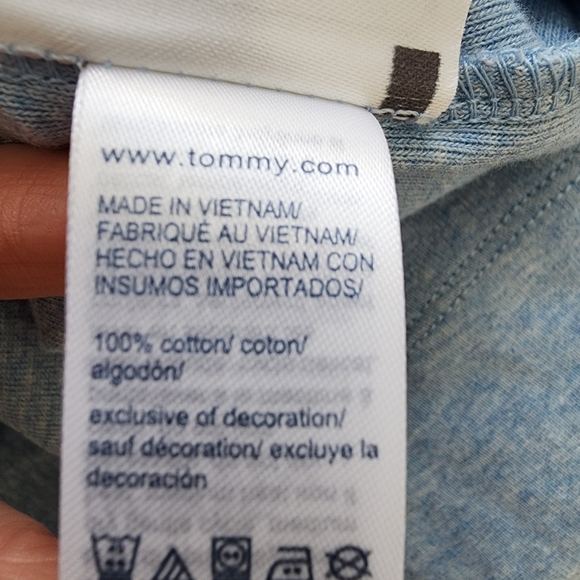 www.tommy.com
MADE IN VIETNAM/
FABRIQUÉ AU VIETNAM/
HECHO EN VIETNAM CON
INSUMOS IMPORTADOS/
100% cotton/ coton/
algodón/
exclusive of decoration/
sauf décoration/ excluye la
decoración